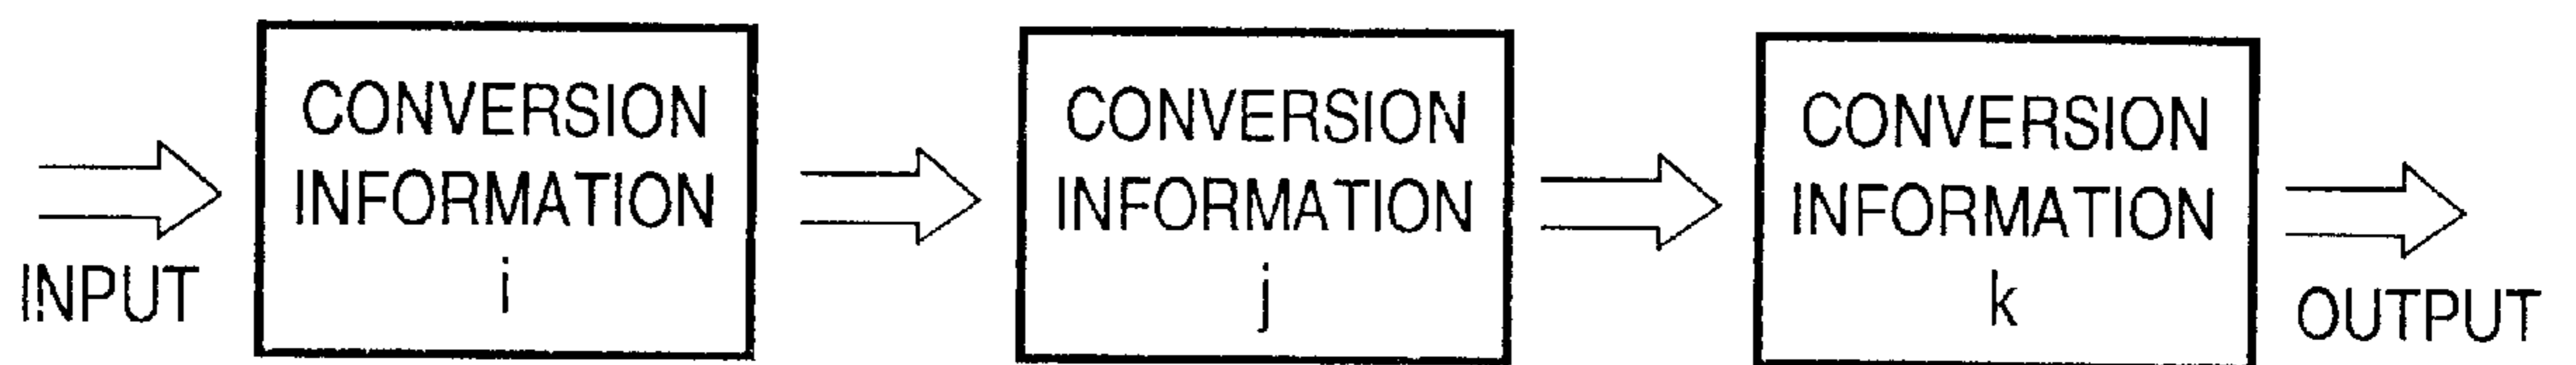 INPUT
CONVERSION
INFORMATION
i
CONVERSION
INFORMATION
j
CONVERSION
INFORMATION
k
OUTPUT